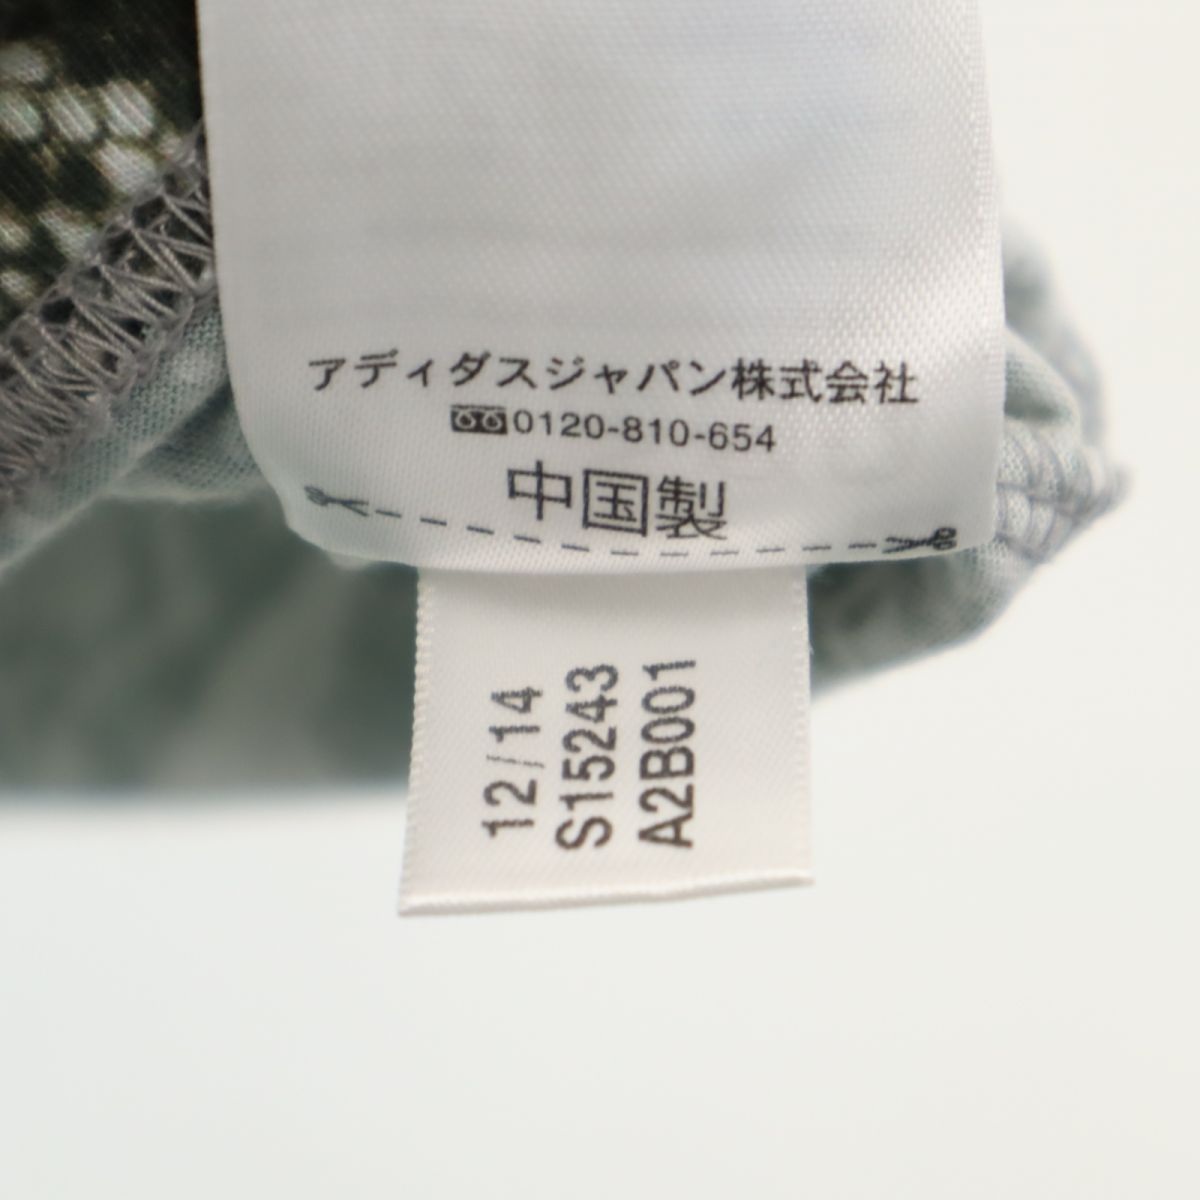 アディダスジャパン株式会社
0120-810-654
中国製
12/14
S15243
A2B001